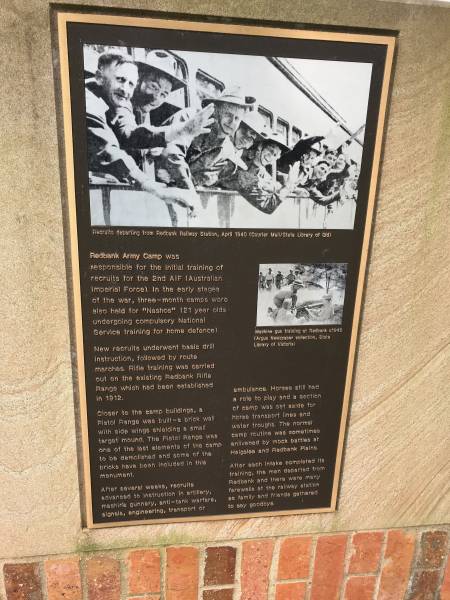 Recruits departing from Redbank Railway Station, April 1940 (Courier Mail/State Library of Qld)
Redbank Army Camp was
responsible for the initial training of
recruits for the 2nd AIF (Australian
Imperial Force). In the early stages
of the war, three-month camps were
also held for "Nashos" (21 year olds
undergoing compulsory National
Service training for home defence)
New recruits underwent basic drill
instruction, followed by route
marches. Rifle training was carried
out on the existing Redbank Rifle
Range which had been established
in 1912.
Closer to the camp buildings, a
Pistol Range was built - a brick wall
with side wings shielding a small
target mound. The Pistol Range was
one of the last elements of the camp
to be demolished and some of the
bricks have been included in this
monument.
After several weeks, recruits
advanced to instruction in artillery,
machine gunnery, anti-tank warfare,
signals, engineering, transport or
Machine gun training at Redbank c1940
(Argus Newspaper collection, State
Library of Victoria)
ambulance. Horses still had
a role to play and a section
of camp was set aside for
horse transport lines and
water troughs. The normal
camp routine was sometimes
enlivened by mock battles at
Heiglea and Redbank Plains.
After each intake completed its
training, the men departed from
Redbank and there were many
farewells at the railway station
as family and friends gathered
to say goodbye.